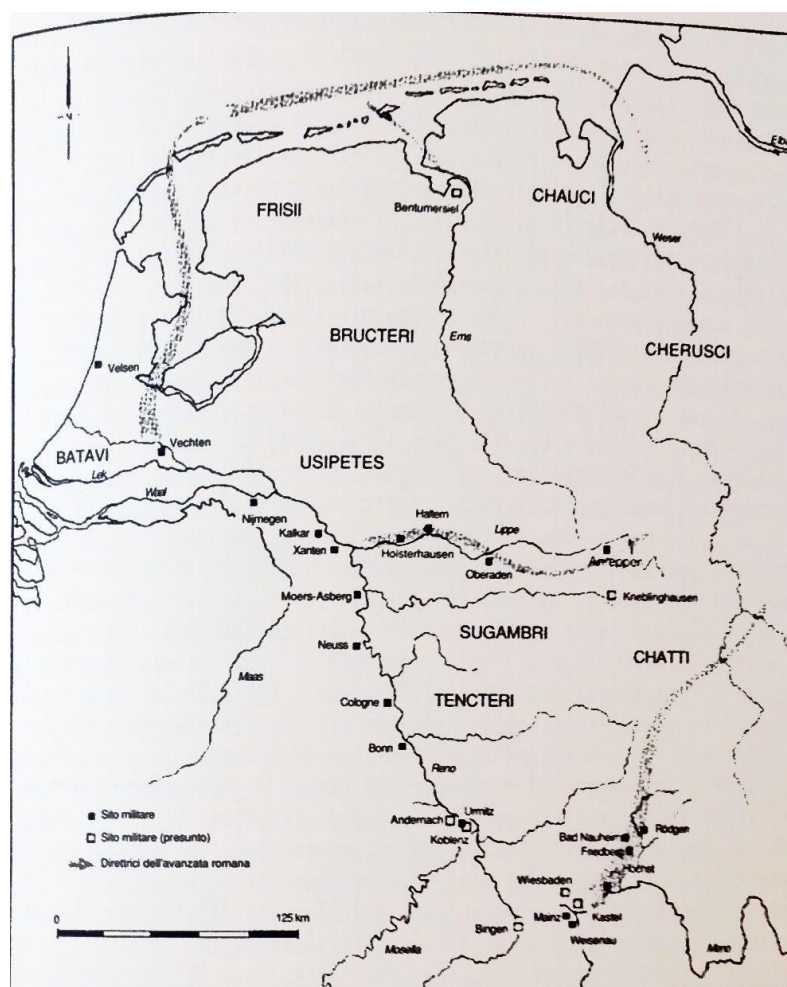 Elbe
FRISII
CHAUCI
Bentumersiel
Weser
BRUCTERI
Ems
CHERUSCI
Velsen
Vechten
BATAVI
Lek
USIPETES
Waal
Nijmegen
Haltern
Lippe
Kalkar
Xanten
Holsterhausen
Oberaden
Anreppen
Moers-Asberg
Kneblinghausen
SUGAMBRI
Neuss
CHATTI
Maas
TENCTERI
Cologne
Bonn
Reno
Sito militare
Sito militare (presunto)
Direttrici dell'avanzata romana
Andernach
Urmitz
Koblenz
Rödgen
Bad Nauheim
Friedberg
Höchst
Wiesbaden
0
125 km
Kastel
Mainz
Weisenau
Bingen
Mosella
Meno